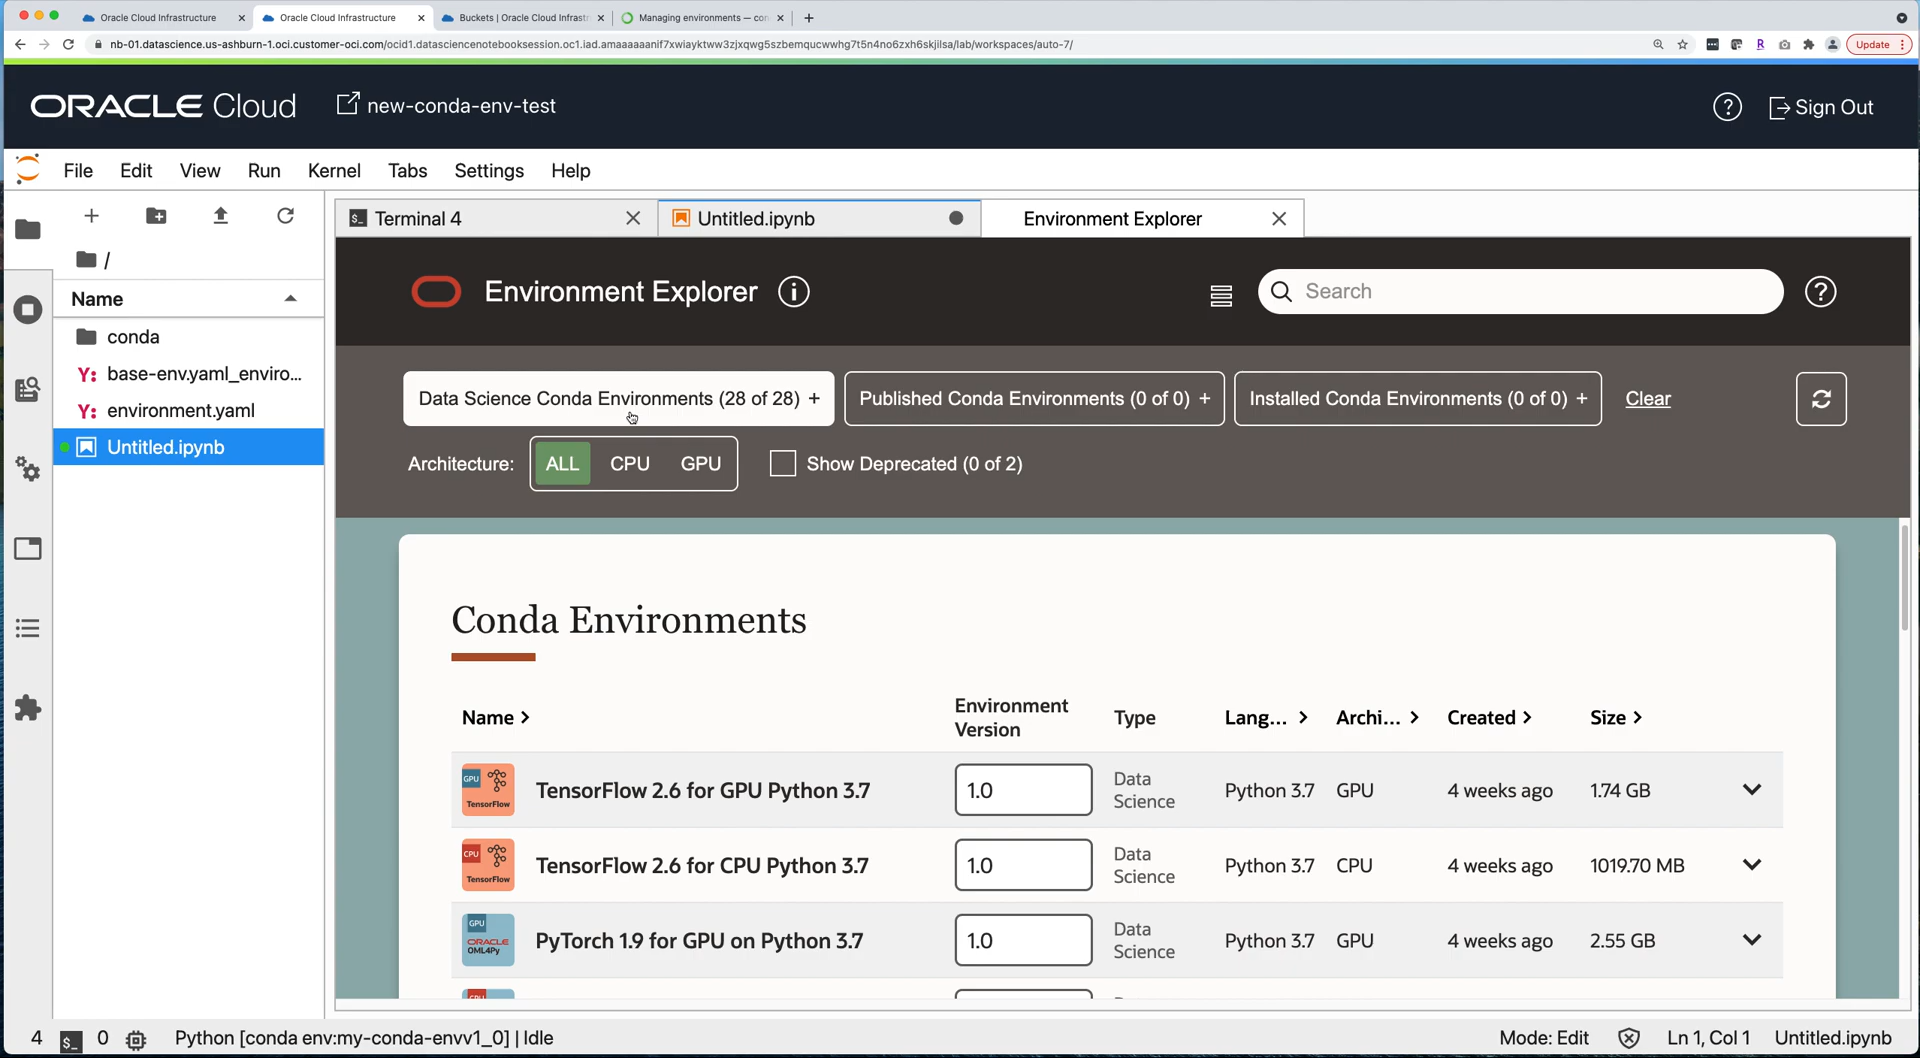 Oracle Cloud Infrastructure
Oracle Cloud Infrastructure
Buckets | Oracle Cloud Infrast
Managing environments — con
Update
nb-01.datascience.us-ashburn-1.oci.customer-oci.com/ocid1.datasciencenotebooksession.oc1.iad.amaaaaaanif7xwiayktww3zjxqwg5szbemqucwwhg7t5n4no6zxh6skjilsa/lab/workspaces/auto-7/
ORACLE Cloud
new-conda-env-test
Sign Out
File Edit View Run Kernel Tabs Settings Help
Terminal 4
Untitled.ipynb
Environment Explorer
/
Name
conda
base-env.yaml_enviro...
environment.yaml
Untitled.ipynb
Environment Explorer
Search
Data Science Conda Environments (28 of 28) +
Published Conda Environments (0 of 0) +
Installed Conda Environments (0 of 0) +
Clear
Architecture: ALL CPU GPU
Show Deprecated (0 of 2)
Conda Environments
Name
Environment
Version
Type
Lang...
Archi...
Created
Size
GPU
TensorFlow
TensorFlow 2.6 for GPU Python 3.7
1.0
Data
Science
Python 3.7
GPU
4 weeks ago
1.74 GB
CPU
TensorFlow
TensorFlow 2.6 for CPU Python 3.7
1.0
Data
Science
Python 3.7
CPU
4 weeks ago
1019.70 MB
GPU
ORACLE
OML4Py
PyTorch 1.9 for GPU on Python 3.7
1.0
Data
Science
Python 3.7
GPU
4 weeks ago
2.55 GB
4
0
Python [conda env:my-conda-envv1_0] | Idle
Mode: Edit
Ln 1, Col 1
Untitled.ipynb